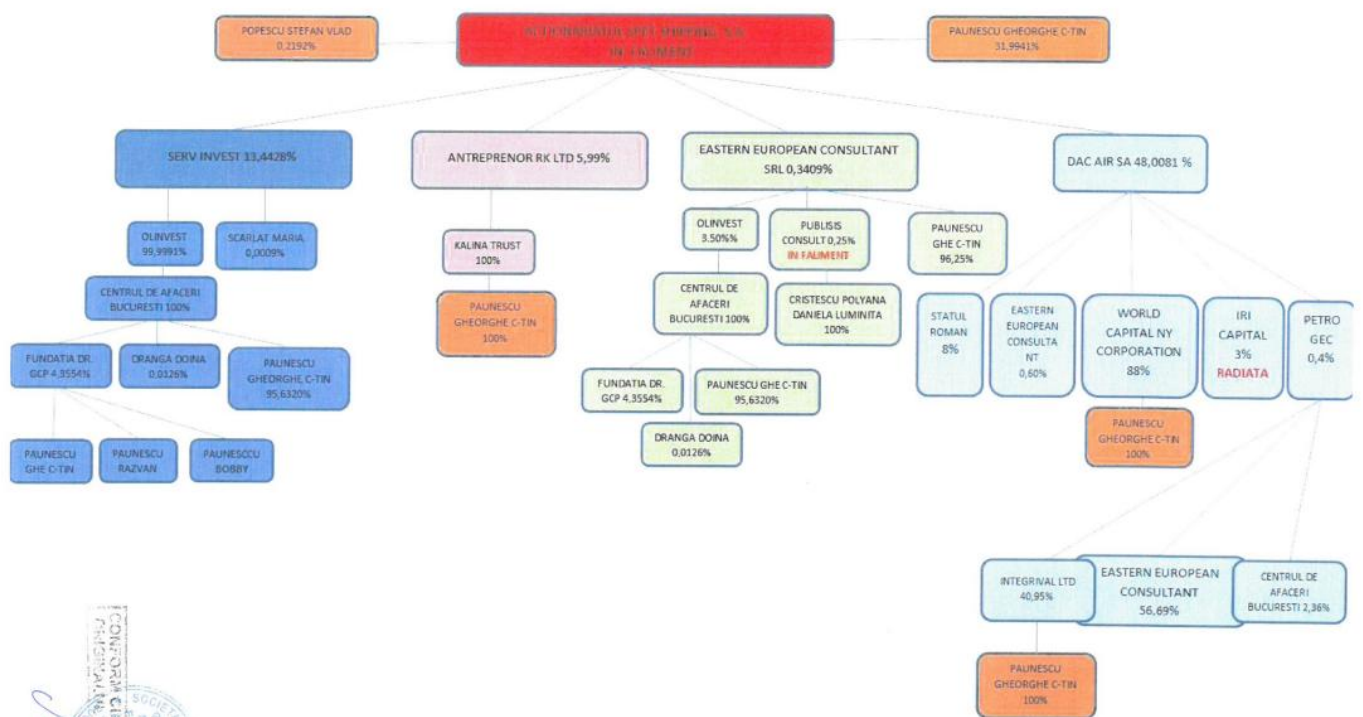 POPESCU STEFAN VLAD
0,2192%
IN FALIMENT
PAUNESCU GHEORGHE C-TIN
31,9941%
SERV INVEST 13,4428%
ANTREPRENOR RK LTD 5,99%
EASTERN EUROPEAN CONSULTANT
SRL 0,3409%
DAC AIR SA 48,0081 %
OLINVEST
99,9991%
SCARLAT MARIA
0,0009%
KALINA TRUST
100%
OLINVEST
3.50%%
PUBLISIS
CONSULT 0,25%
IN FALIMENT
PAUNESCU
GHE C-TIN
96,25%
CENTRUL DE AFACERI
BUCURESTI 100%
PAUNESCU
GHEORGHE C-TIN
100%
CENTRUL DE
AFACERI
BUCURESTI 100%
CRISTESCU POLYANA
DANIELA LUMINITA
100%
STATUL
ROMAN
8%
EASTERN
EUROPEAN
CONSULTA
NT
0,60%
WORLD
CAPITAL NY
CORPORATION
88%
IRI
CAPITAL
3%
RADIATA
PETRO
GEC
0,4%
FUNDATIA DR.
GCP 4,3554%
DRANGA DOINA
0,0126%
PAUNESCU
GHEORGHE C-TIN
95,6320%
FUNDATIA DR.
GCP 4,3554%
PAUNESCU GHE C-TIN
95,6320%
PAUNESCU
GHEORGHE C-TIN
100%
PAUNESCU
GHE C-TIN
PAUNESCU
RAZVAN
PAUNESCCU
BOBBY
DRANGA DOINA
0,0126%
INTEGRIVAL LTD
40,95%
EASTERN EUROPEAN
CONSULTANT
56,69%
CENTRUL DE
AFACERI
BUCURESTI 2,36%
PAUNESCU
GHEORGHE C-TIN
100%
CONFORM CU